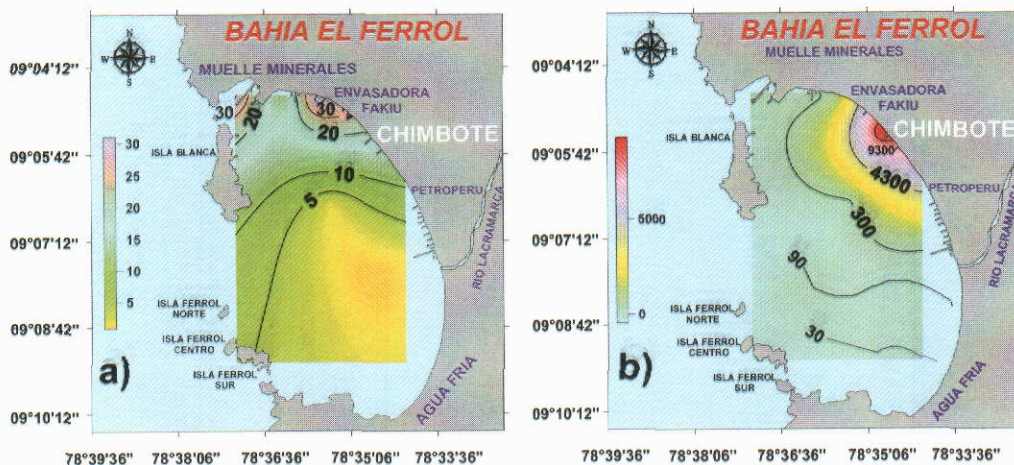 BAHIA EL FERROL
N
W E
S
MUELLE MINERALES
ENVASADORA
FAKIU
CHIMBOTE
ISLA BLANCA
PETROPERU
RIO LACRAMARCA
ISLA FERROL
NORTE
ISLA FERROL
CENTRO
ISLA FERROL
SUR
AGUA FRIA
a)
30
20
30
20
10
5
30
25
20
15
10
5
09°04'12"
09°05'42"
09°07'12"
09°08'42"
09°10'12"
78°39'36" 78°38'06" 78°36'36" 78°35'06" 78°33'36"
BAHIA EL FERROL
N
W E
S
MUELLE MINERALES
ENVASADORA
FAKIU
CHIMBOTE
ISLA BLANCA
PETROPERU
RIO LACRAMARCA
ISLA FERROL
NORTE
ISLA FERROL
CENTRO
ISLA FERROL
SUR
AGUA FRIA
b)
9300
4300
300
90
30
5000
0
09°04'12"
09°05'42"
09°07'12"
09°08'42"
09°10'12"
78°39'36" 78°38'06" 78°36'36" 78°35'06" 78°33'36"